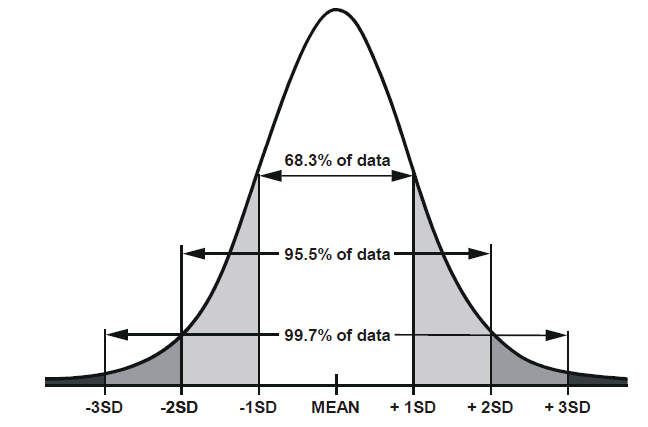 68.3% of data
95.5% of data
99.7% of data
-3SD -2SD -1SD MEAN + 1SD + 2SD + 3SD